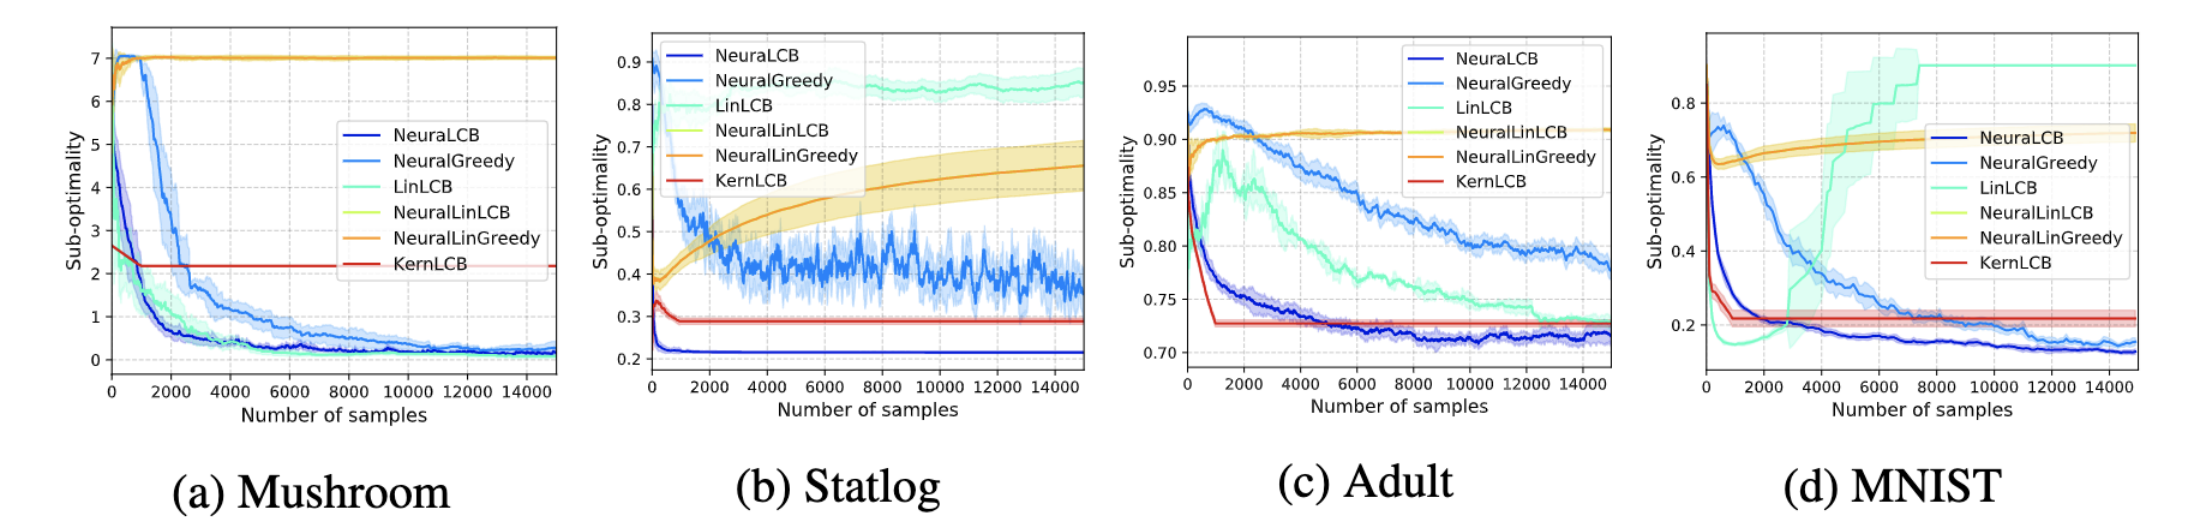 7
6
5
4
3
2
1
0
Sub-optimality
NeuraLCB
NeuralGreedy
LinLCB
NeuralLinLCB
NeuralLinGreedy
KernLCB
0 2000 4000 6000 8000 10000 12000 14000
Number of samples
(a) Mushroom
0.9
0.8
0.7
0.6
0.5
0.4
0.3
0.2
Sub-optimality
NeuraLCB
NeuralGreedy
LinLCB
NeuralLinLCB
NeuralLinGreedy
KernLCB
0 2000 4000 6000 8000 10000 12000 14000
Number of samples
(b) Statlog
0.95
0.90
0.85
0.80
0.75
0.70
Sub-optimality
NeuraLCB
NeuralGreedy
LinLCB
NeuralLinLCB
NeuralLinGreedy
KernLCB
0 2000 4000 6000 8000 10000 12000 14000
Number of samples
(c) Adult
0.8
0.6
0.4
0.2
Sub-optimality
NeuraLCB
NeuralGreedy
LinLCB
NeuralLinLCB
NeuralLinGreedy
KernLCB
0 2000 4000 6000 8000 10000 12000 14000
Number of samples
(d) MNIST